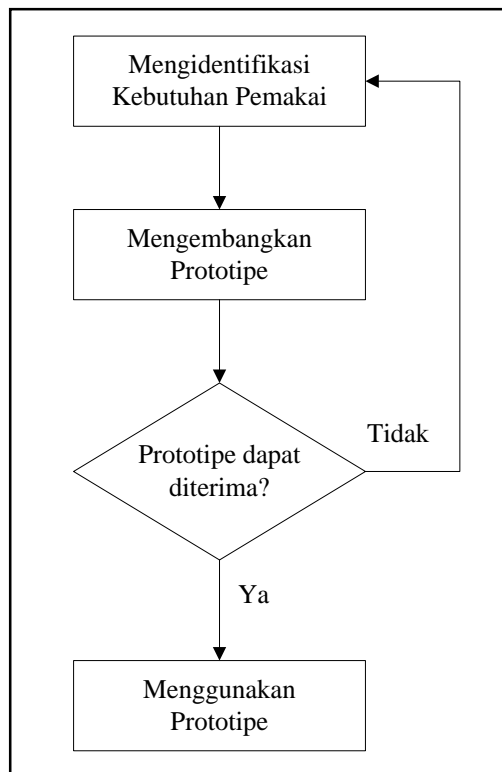 Mengidentifikasi
Kebutuhan Pemakai
Mengembangkan
Prototipe
Prototipe dapat
diterima?
Tidak
Ya
Menggunakan
Prototipe